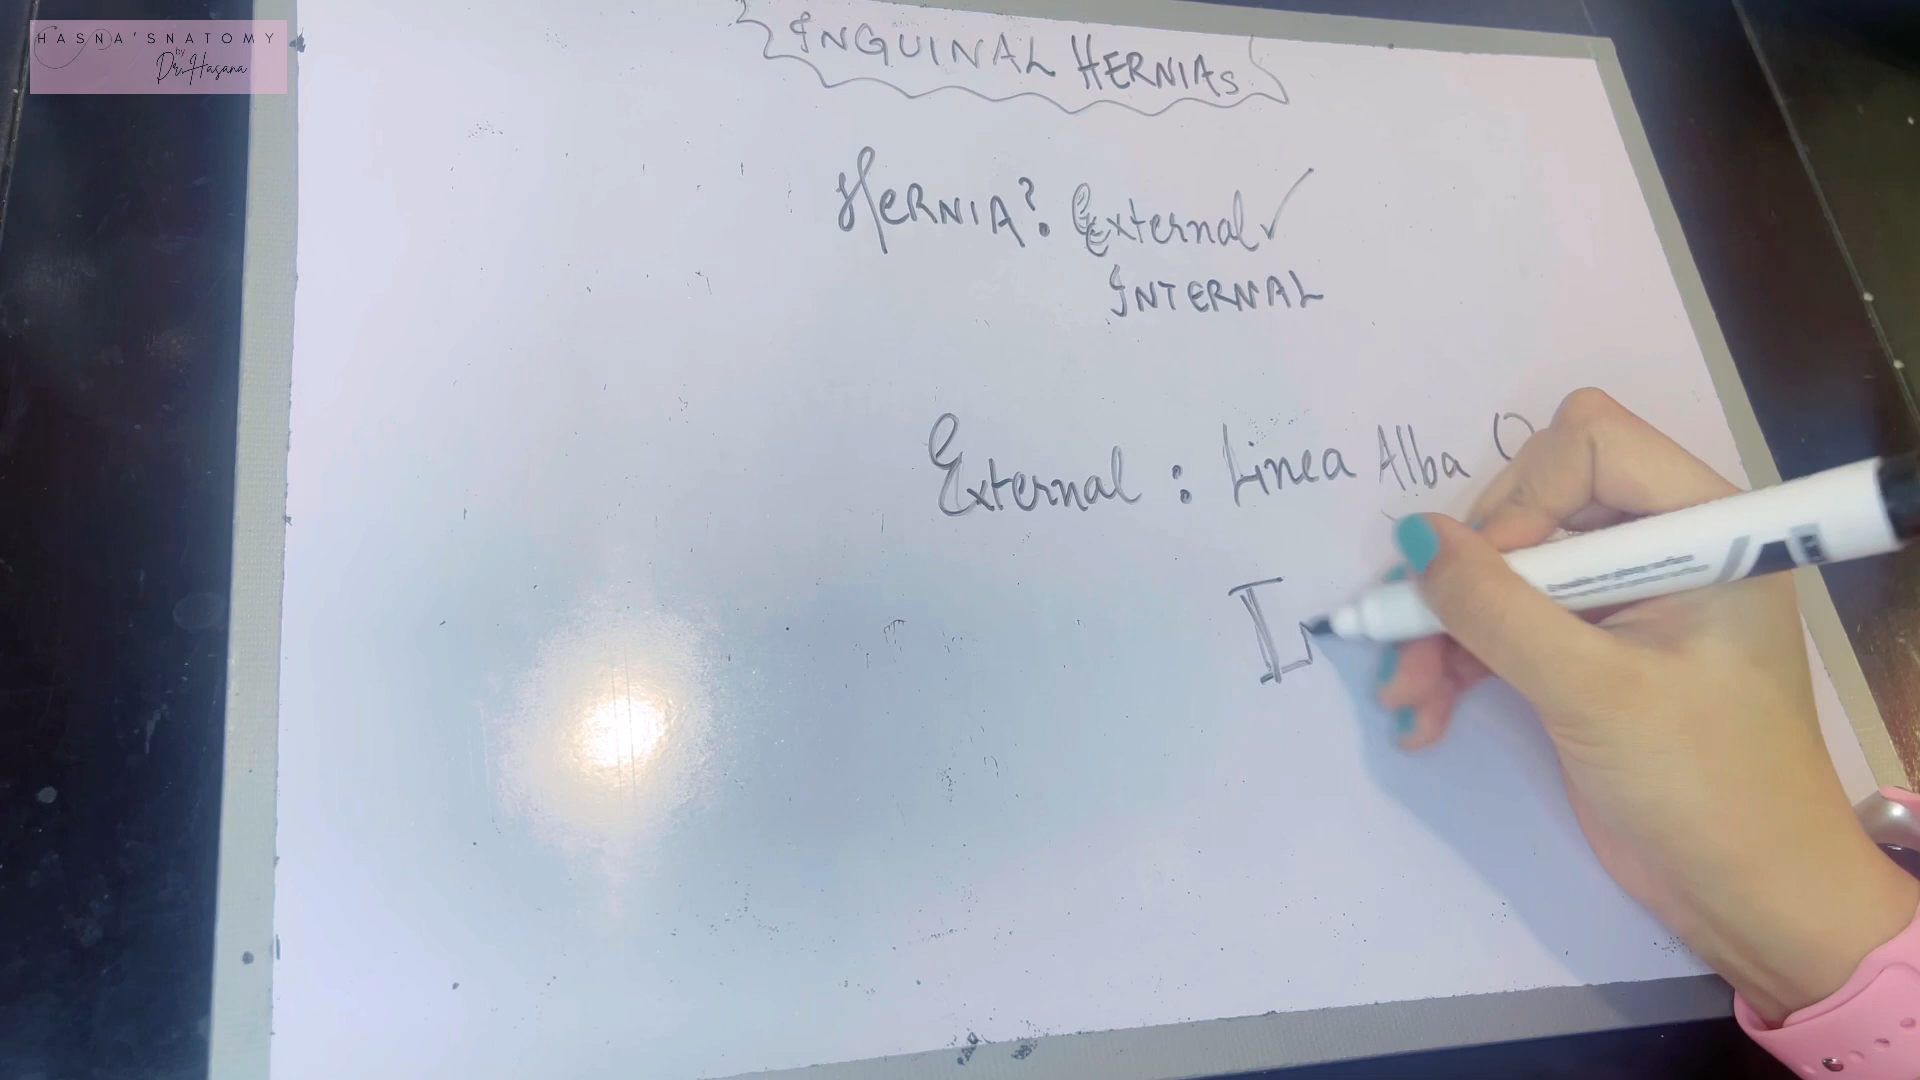 HASNA'SNATOMY
by
Dr. Hasana
INGUINAL HERNIAS
HERNIA? External ✓
INTERNAL
External : Linea Alba